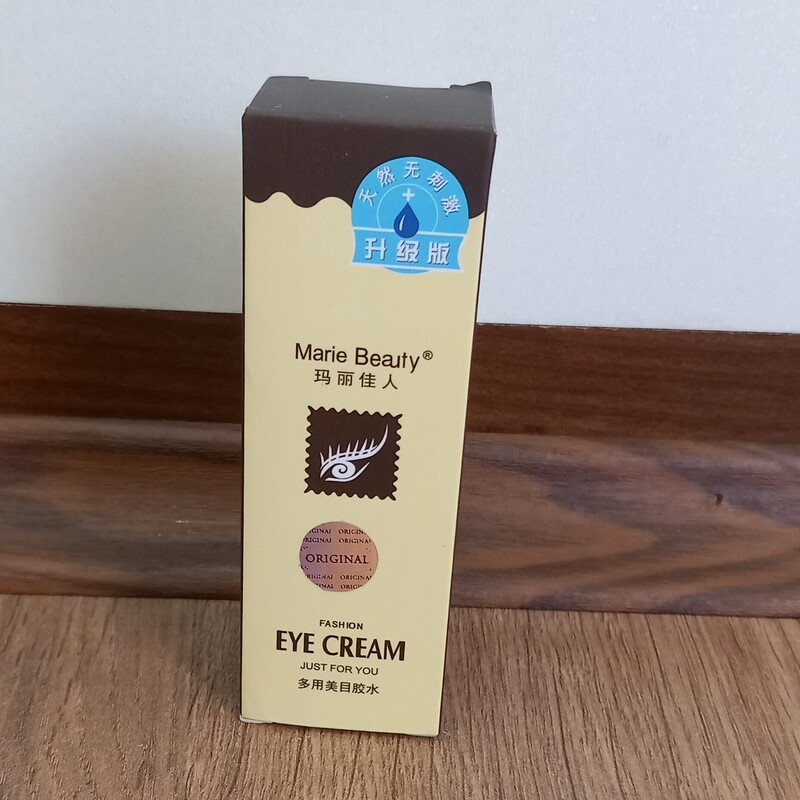 天然无刺激
升级版
Marie Beauty®
玛丽佳人
ORIGINAL
FASHION
EYE CREAM
JUST FOR YOU
多用美目胶水